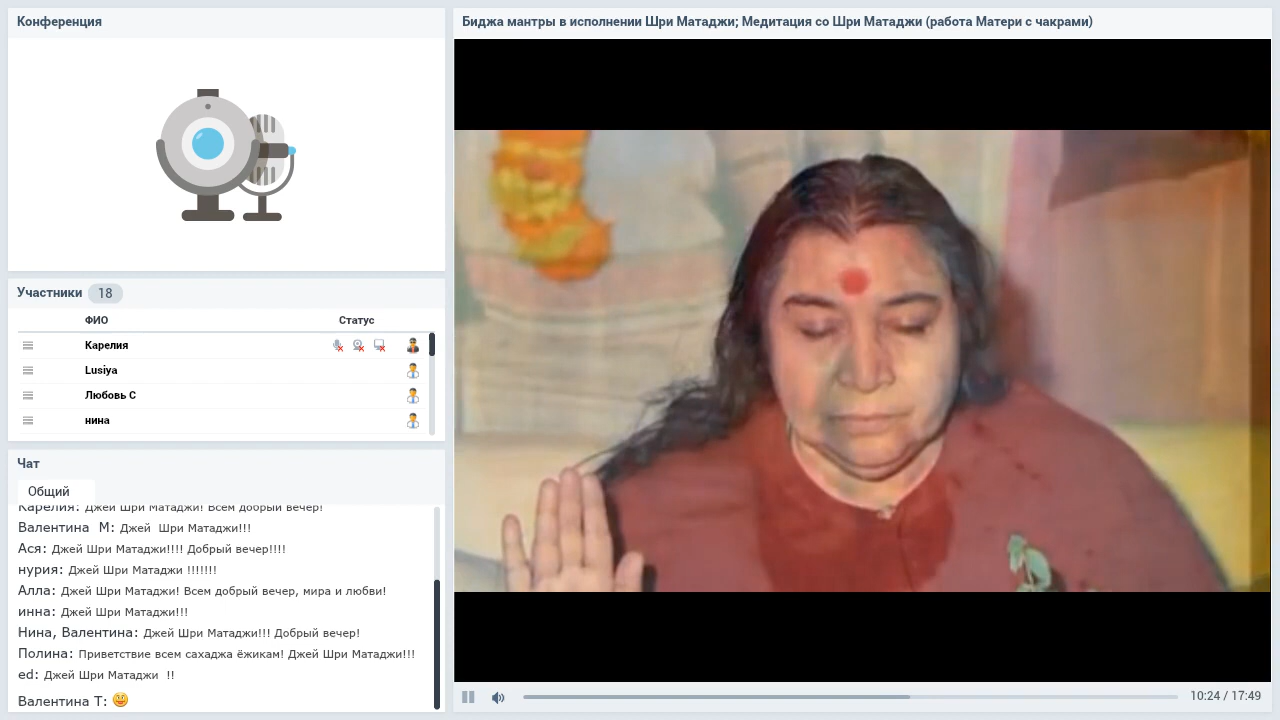 Конференция
Биджа мантры в исполнении Шри Матаджи; Медитация со Шри Матаджи (работа Матери с чакрами)
Участники 18
ФИО Статус
Карелия
Lusiya
Любовь С
нина
Чат
Общий
Карелия: Джей Шри Матаджи! Всем добрый вечер!
Валентина М: Джей Шри Матаджи!!!
Ася: Джей Шри Матаджи!!!! Добрый вечер!!!!
нурия: Джей Шри Матаджи !!!!!!!
Алла: Джей Шри Матаджи! Всем добрый вечер, мира и любви!
инна: Джей Шри Матаджи!!!
Нина, Валентина: Джей Шри Матаджи!!! Добрый вечер!
Полина: Приветствие всем сахаджа ёжикам! Джей Шри Матаджи!!!
ed: Джей Шри Матаджи !!
Валентина Т:
10:24 / 17:49